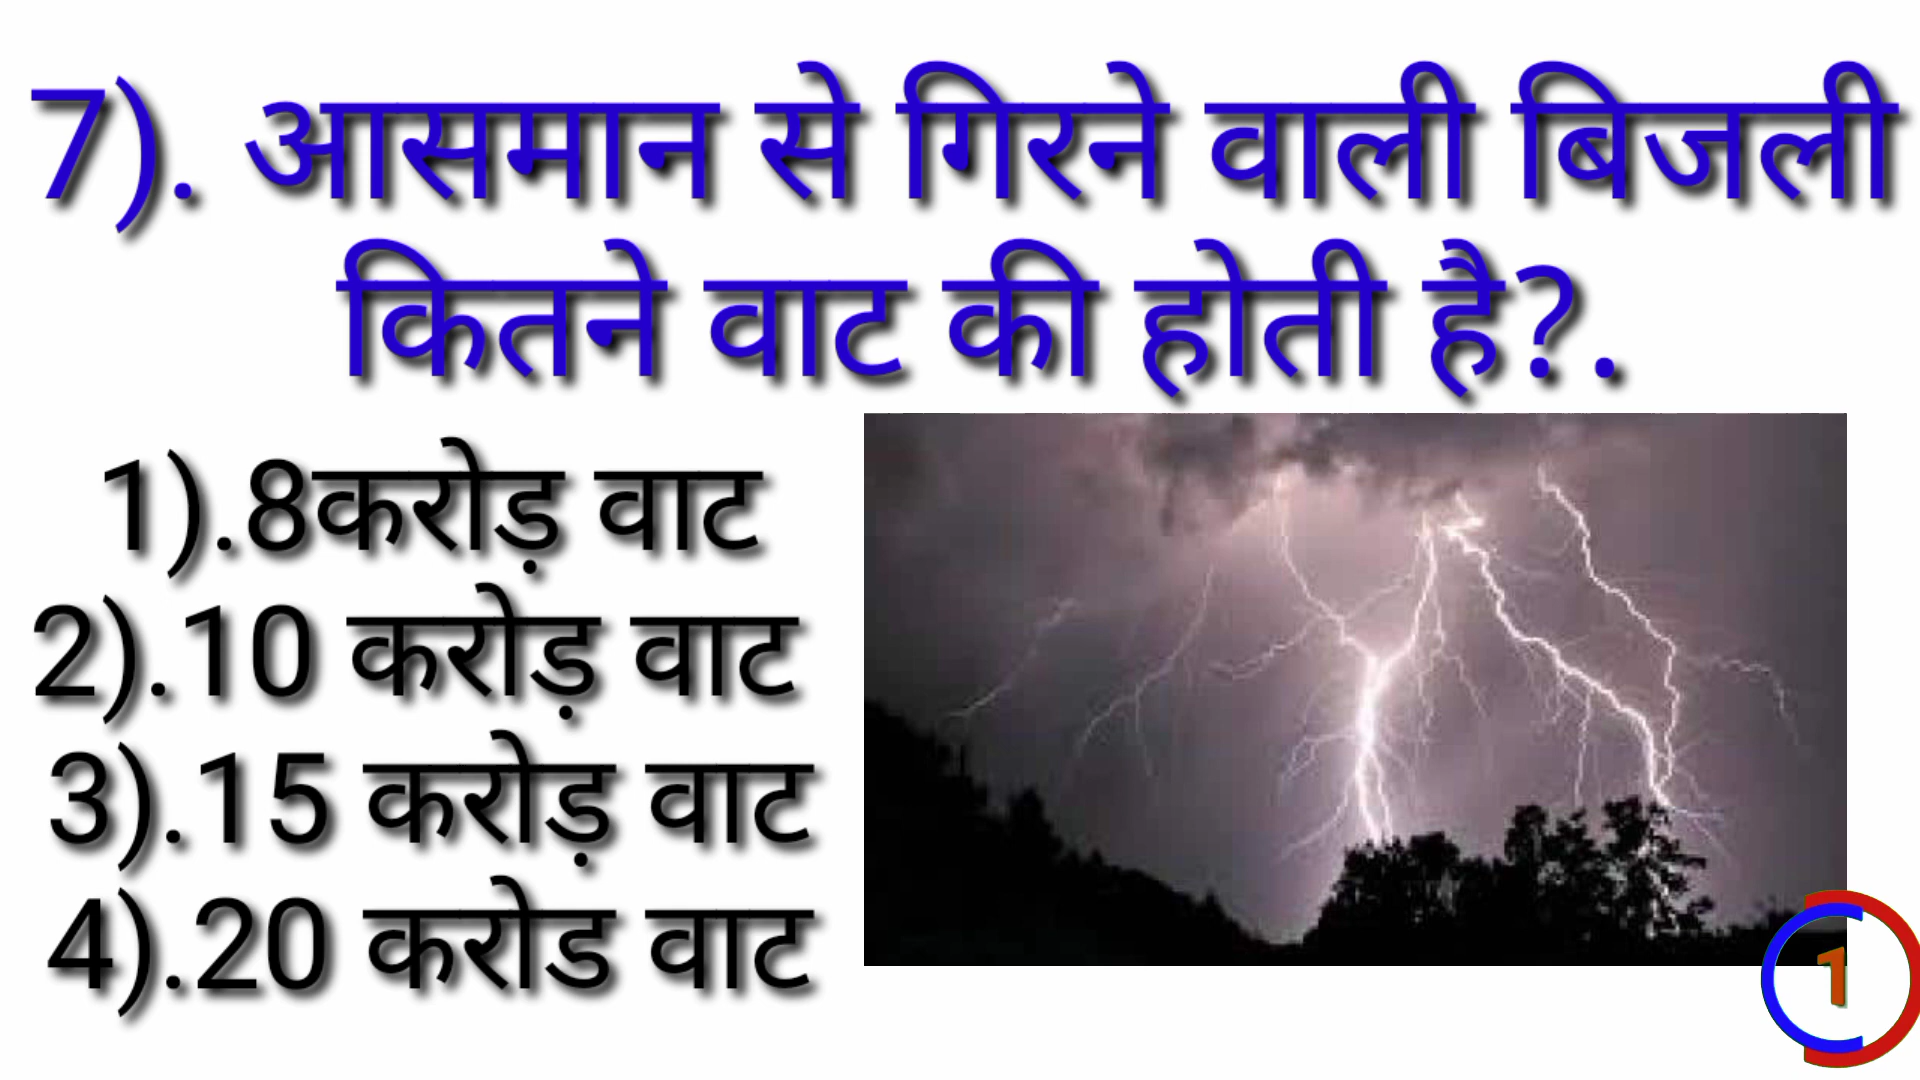 7). आसमान से गिरने वाली बिजली
कितने वाट की होती है?.
1).8करोड़ वाट
2).10 करोड़ वाट
3).15 करोड़ वाट
4).20 करोड वाट
1